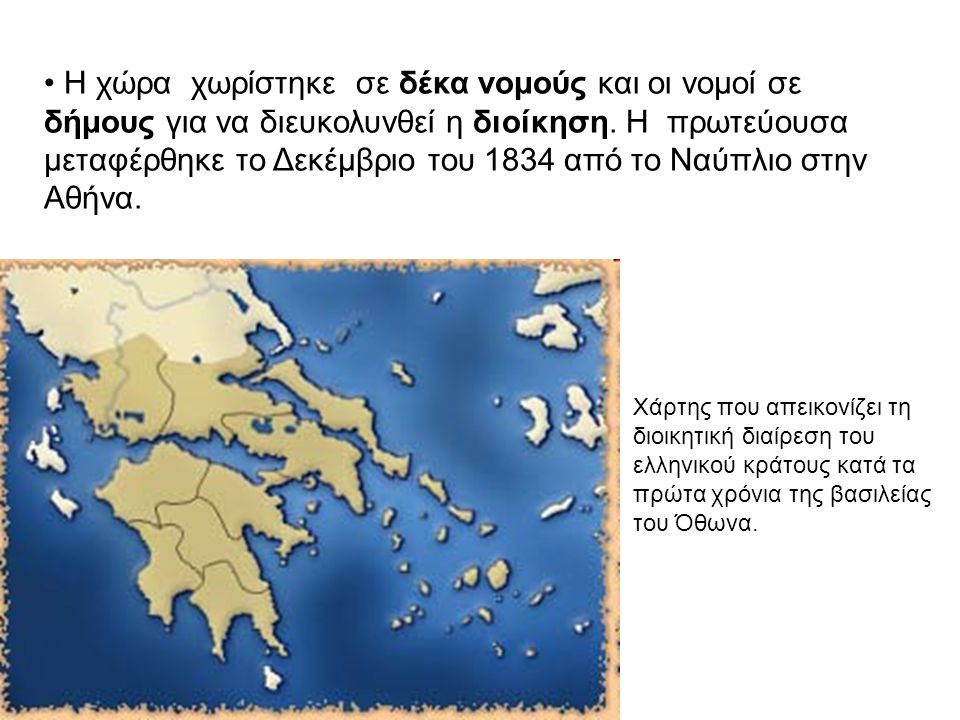 • Η χώρα χωρίστηκε σε δέκα νομούς και οι νομοί σε
δήμους για να διευκολυνθεί η διοίκηση. Η πρωτεύουσα
μεταφέρθηκε το Δεκέμβριο του 1834 από το Ναύπλιο στην
Αθήνα.
Χάρτης που απεικονίζει τη
διοικητική διαίρεση του
ελληνικού κράτους κατά τα
πρώτα χρόνια της βασιλείας
του Όθωνα.